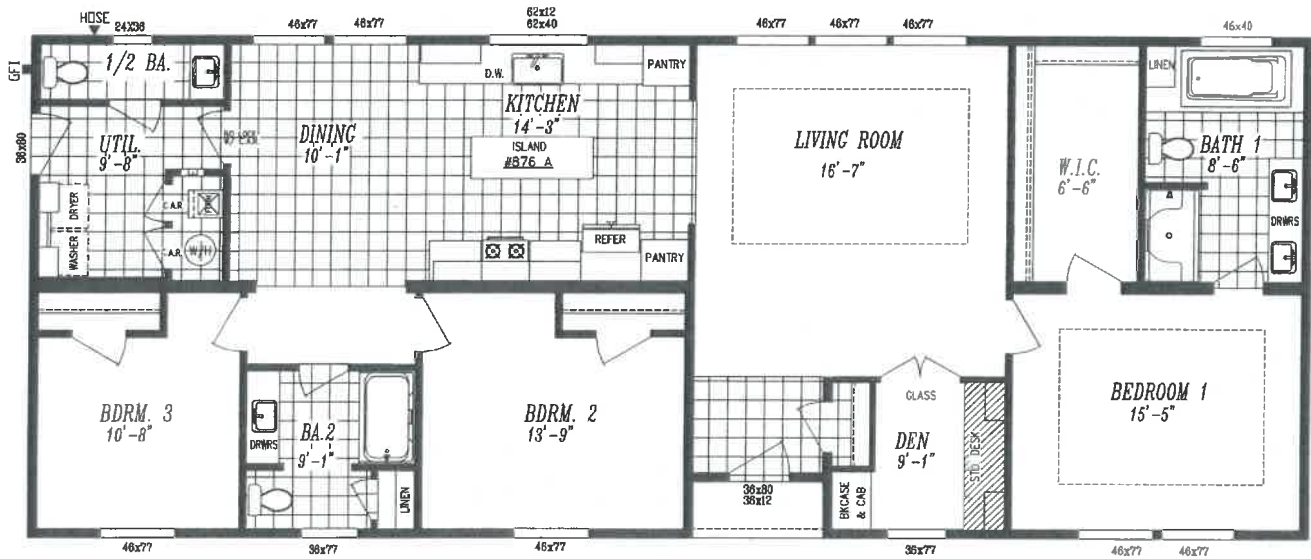 HOSE
24X36
46x77
46x77
62x12
62x40
46x77
46x77
46x77
46x40
GFI
1/2 BA.
D.W.
PANTRY
LINEN
KITCHEN
14'-3"
DINING
10'-1"
ISLAND
#876 A
LIVING ROOM
16'-7"
W.I.C.
6'-6"
BATH 1
8'-6"
36x80
UTIL.
9'-8"
DRYER
WASHER
C.A.R.
A.R.
W/H
REFER
PANTRY
DRWRS
BDRM. 3
10'-8"
DRWRS
BA.2
9'-1"
LINEN
BDRM. 2
13'-9"
GLASS
DEN
9'-1"
STD DESK
BKCASE
& CAB
BEDROOM 1
15'-5"
36x80
36x12
46x77
36x77
46x77
36x77
46x77
46x77